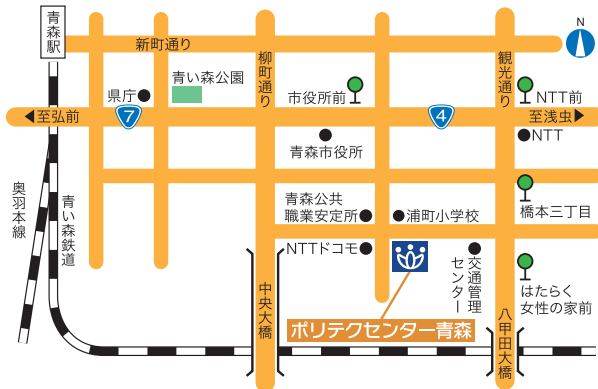 青森駅
新町通り
柳町通り
観光通り
N
青い森公園
県庁
市役所前
NTT前
至弘前
7
4
至浅虫
青森市役所
NTT
奥羽本線
青い森鉄道
青森公共
職業安定所
浦町小学校
橋本三丁目
NTTドコモ
交通管理
センター
はたらく
女性の家前
中央大橋
ポリテクセンター青森
八甲田大橋